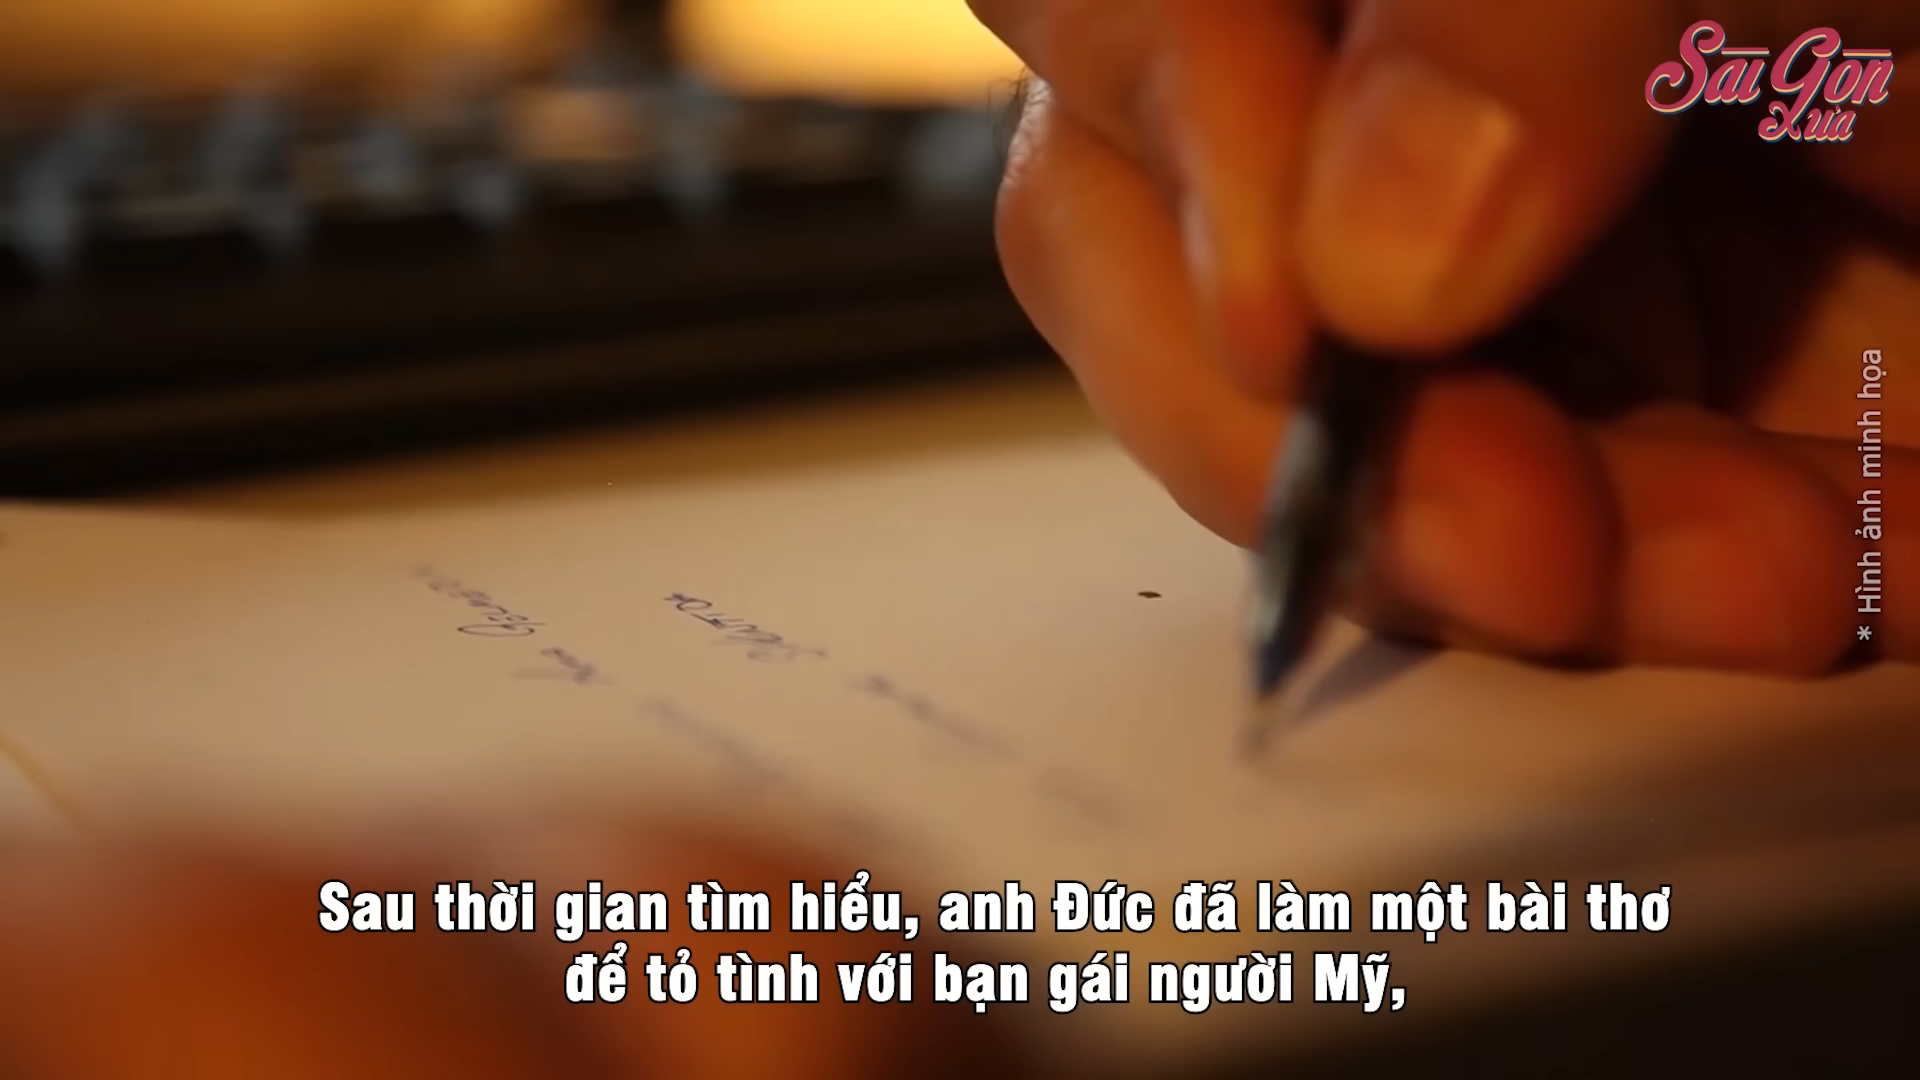 Sài Gòn
Xưa
* Hình ảnh minh họa
Sau thời gian tìm hiểu, anh Đức đã làm một bài thơ
để tỏ tình với bạn gái người Mỹ,